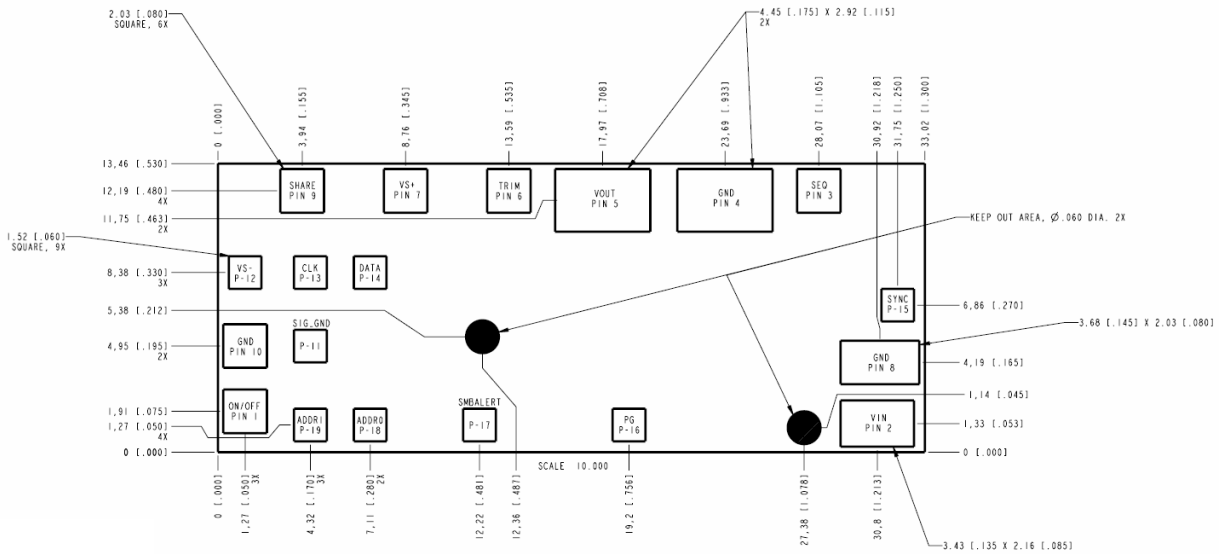 2.03 [.080]
SQUARE, 6X
4.45 [.175] X 2.92 [.115]
2X
0 [.000]
3,94 [.155]
8,76 [.345]
13,59 [.535]
17,97 [.708]
23,69 [.933]
28,07 [1.105]
30,92 [1.218]
31,75 [1.250]
33,02 [1.300]
13,46 [.530]
12,19 [.480]
4X
11,75 [.463]
2X
SHARE
PIN 9
VS+
PIN 7
TRIM
PIN 6
VOUT
PIN 5
GND
PIN 4
SEQ
PIN 3
KEEP OUT AREA, Ø.060 DIA. 2X
1.52 [.060]
SQUARE, 9X
8,38 [.330]
3X
VS-
P-12
CLK
P-13
DATA
P-14
5,38 [.212]
SYNC
P-15
6,86 [.270]
3.68 [.145] X 2.03 [.080]
4,95 [.195]
2X
GND
PIN 10
SIG_GND
P-11
GND
PIN 8
4,19 [.165]
1,14 [.045]
1,91 [.075]
1,27 [.050]
4X
0 [.000]
ON/OFF
PIN 1
ADDR1
P-19
ADDR0
P-18
SMBALERT
P-17
PG
P-16
VIN
PIN 2
1,33 [.053]
0 [.000]
SCALE 10.000
0 [.000]
1,27 [.050]
3X
4,32 [.170]
3X
7,11 [.280]
2X
12,22 [.481]
12,36 [.487]
19,2 [.756]
27,38 [1.078]
30,8 [1.213]
3.43 [.135 X 2.16 [.085]